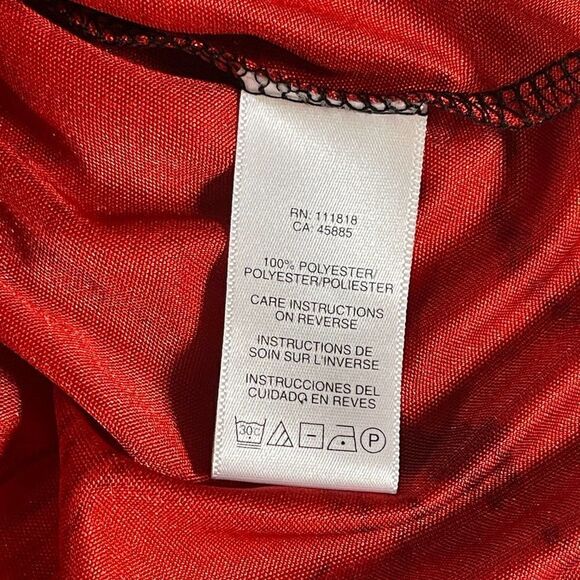 RN: 111818
CA: 45885
100% POLYESTER/
POLYESTER/POLIESTER
CARE INSTRUCTIONS
ON REVERSE
INSTRUCTIONS DE
SOIN SUR L'INVERSE
INSTRUCCIONES DEL
CUIDADO EN REVES
30C P